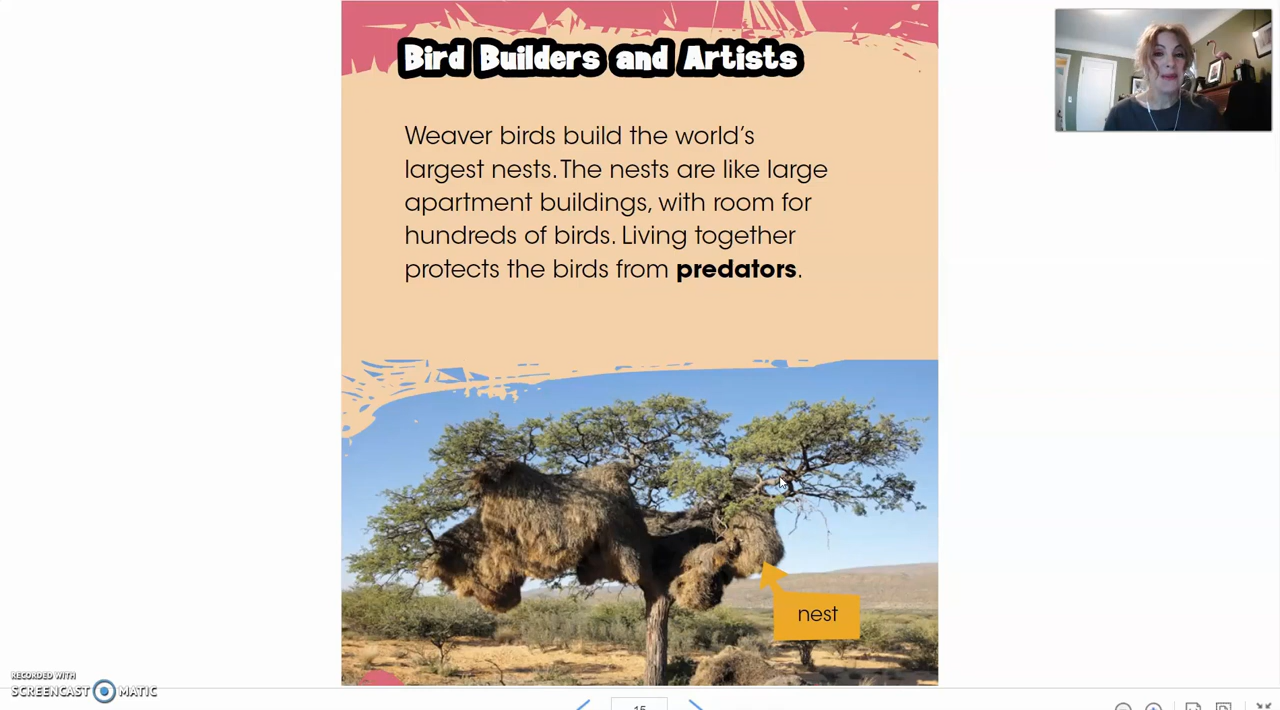 Bird Builders and Artists
Weaver birds build the world's
largest nests. The nests are like large
apartment buildings, with room for
hundreds of birds. Living together
protects the birds from predators.
nest
RECORDED WITH
SCREENCAST MATIC
15